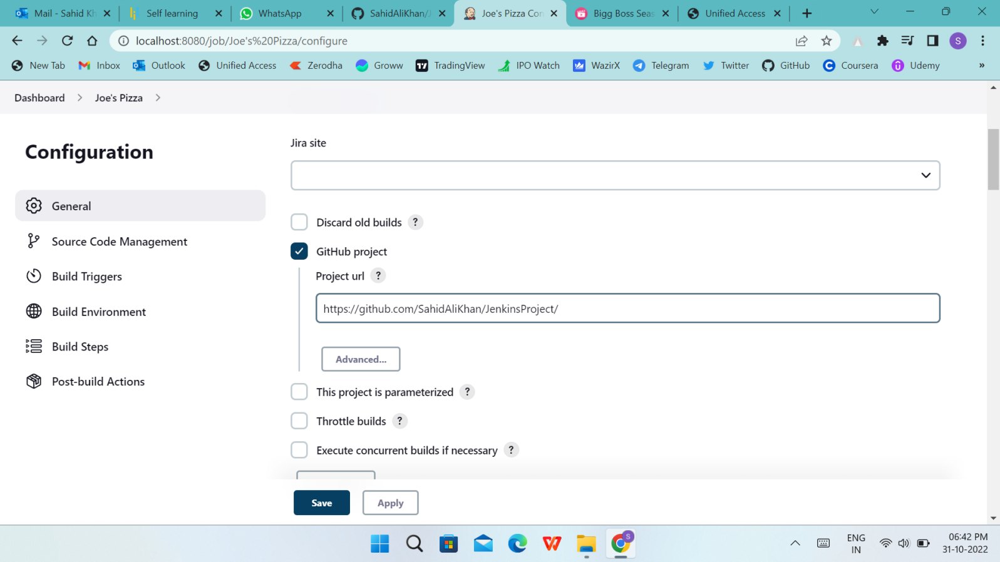 Mail - Sahid Kh
Self learning
WhatsApp
SahidAliKhan/J
Joe's Pizza Con
Bigg Boss Seas
Unified Access
localhost:8080/job/Joe's%20Pizza/configure
S
New Tab
Inbox
Outlook
Unified Access
Zerodha
Groww
TradingView
IPO Watch
WazirX
Telegram
Twitter
GitHub
Coursera
Udemy
»
Dashboard
Joe's Pizza
Configuration
General
Source Code Management
Build Triggers
Build Environment
Build Steps
Post-build Actions
Jira site
Discard old builds ?
GitHub project
Project url ?
https://github.com/SahidAliKhan/JenkinsProject/
Advanced...
This project is parameterized ?
Throttle builds ?
Execute concurrent builds if necessary ?
Save
Apply
S
ENG
IN
06:42 PM
31-10-2022